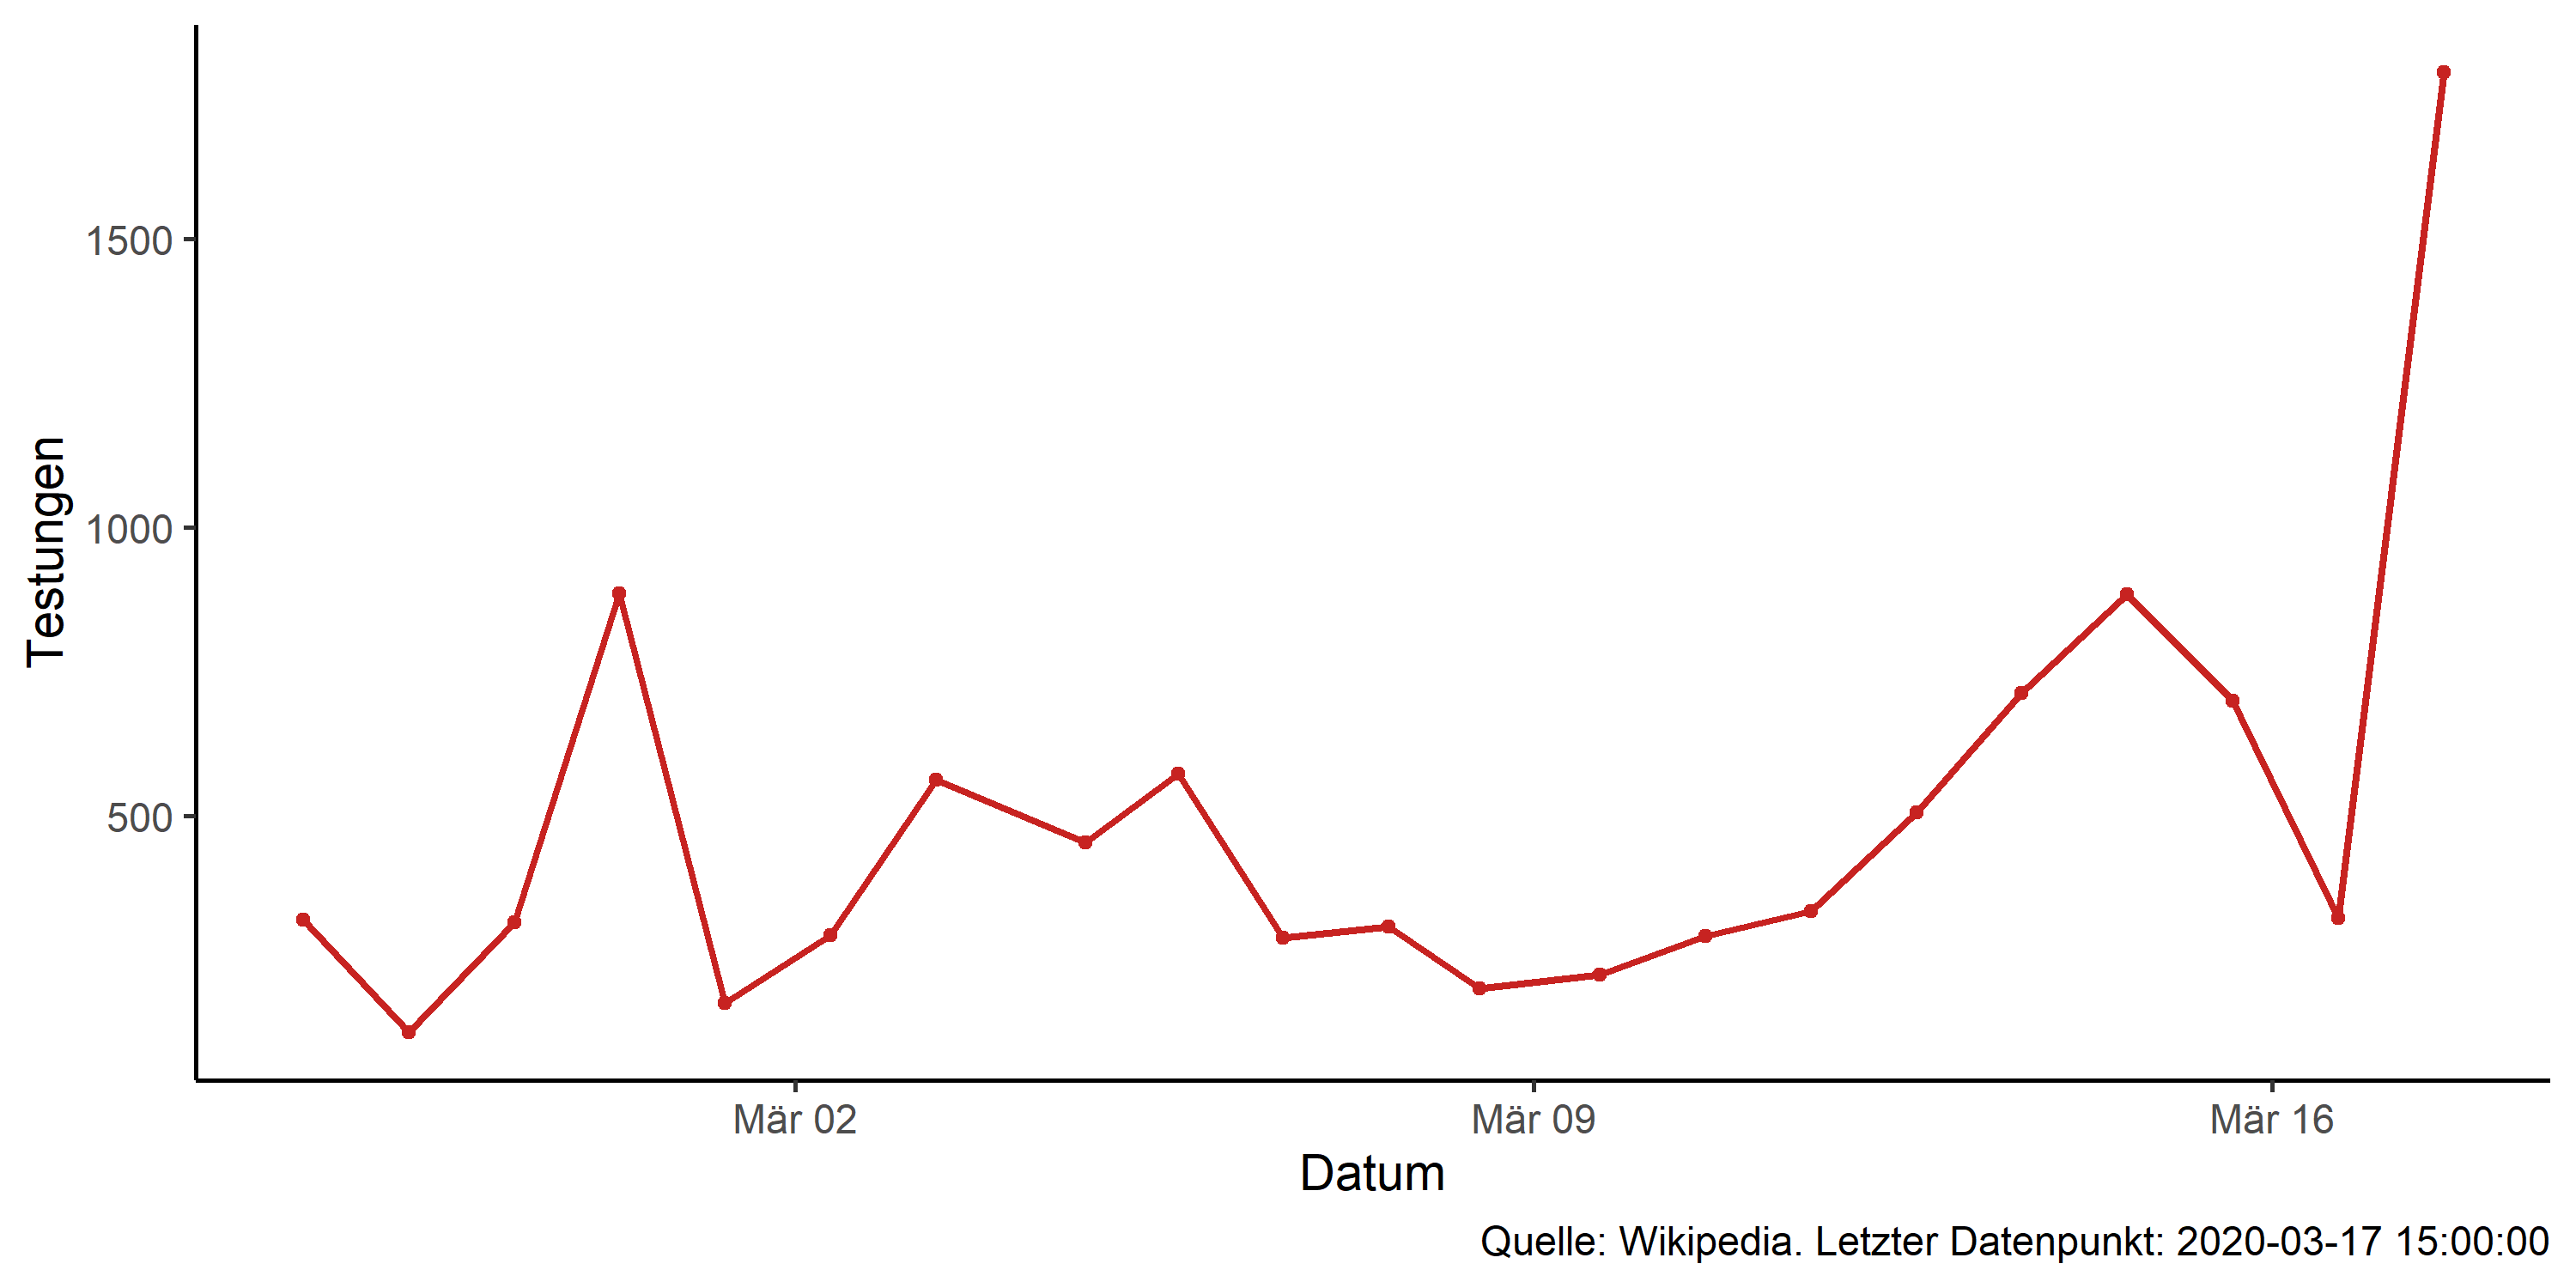 Testungen
1500
1000
500
Mär 02
Mär 09
Mär 16
Datum
Quelle: Wikipedia. Letzter Datenpunkt: 2020-03-17 15:00:00